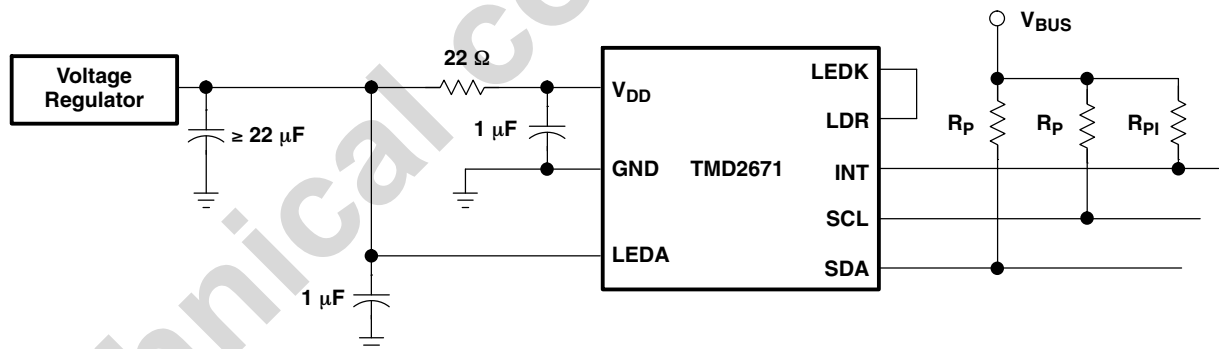 V_BUS
Voltage
Regulator
22 Ω
≥ 22 μF
1 μF
V_DD
GND
LEDA
TMD2671
LEDK
LDR
INT
SCL
SDA
R_P
R_P
R_PI
1 μF